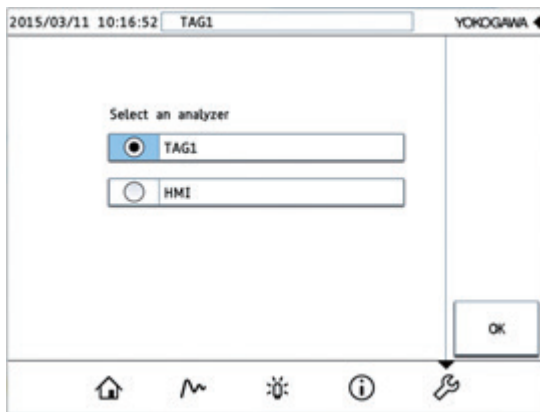 2015/03/11 10:16:52 TAG1 YOKOGAWA
Select an analyzer
TAG1
HMI
OK